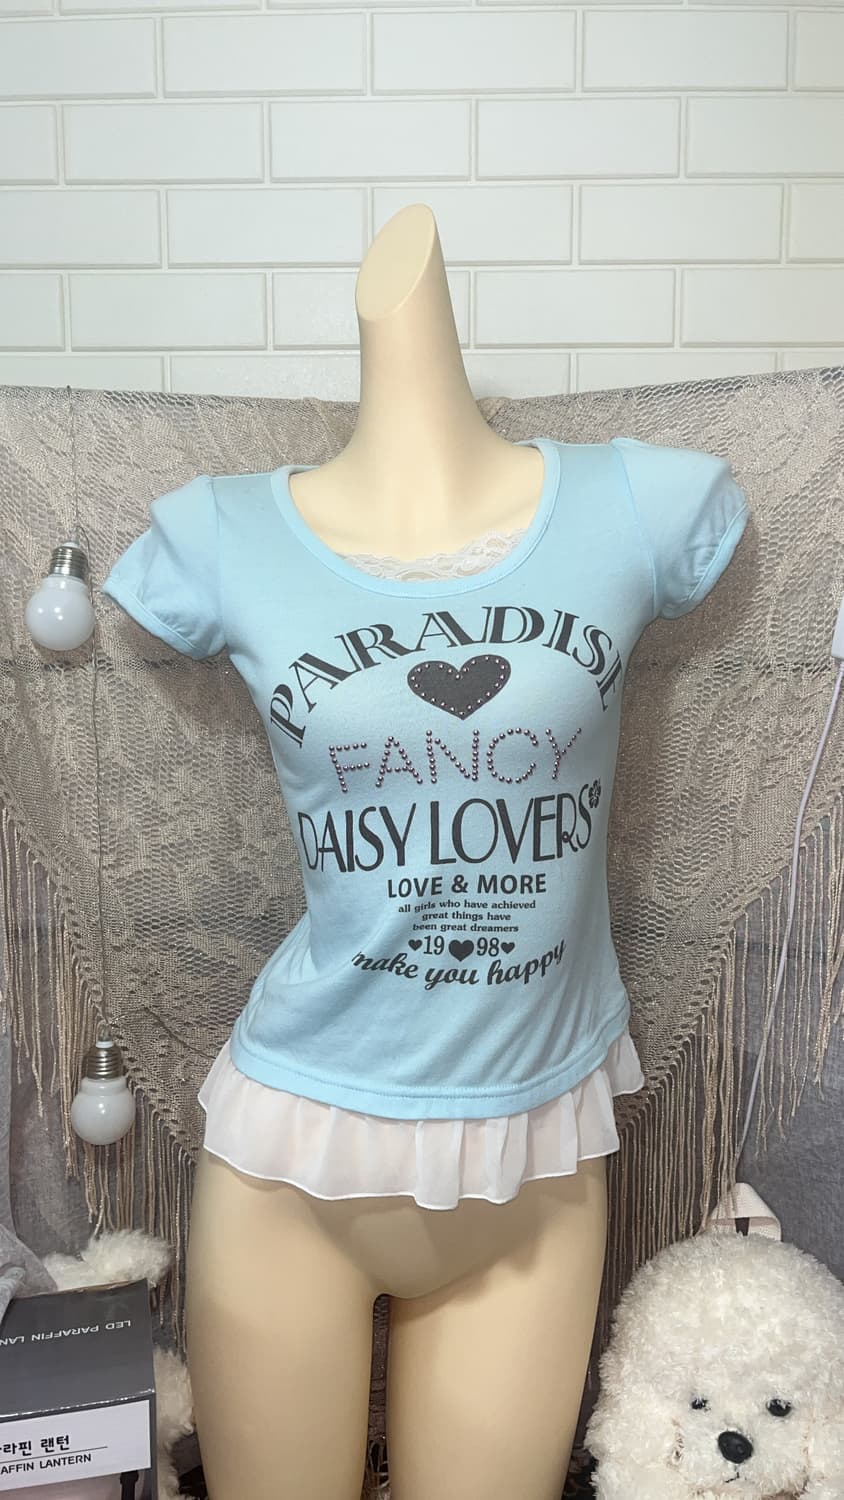 PARADISE
FANCY
DAISY LOVERS
LOVE & MORE
all girls who have achieved
great things have
been great dreamers
19 98
make you happy
LED PARAFFIN LAN
라핀 랜턴
AFFIN LANTERN